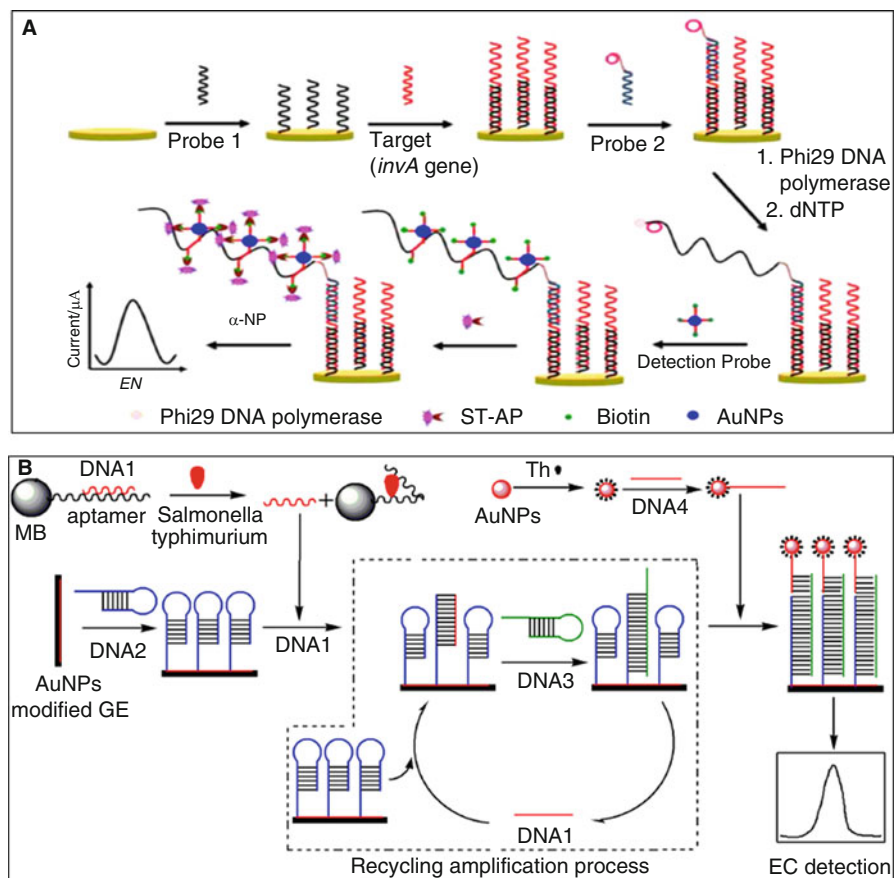 A
Probe 1
Target
(invA gene)
Probe 2
1. Phi29 DNA
polymerase
2. dNTP
Detection Probe
α-NP
Current/μA
EN
Phi29 DNA polymerase
ST-AP
Biotin
AuNPs
B
DNA1
MB
aptamer
Salmonella
typhimurium
+
Th
AuNPs
DNA4
DNA2
AuNPs
modified GE
DNA1
DNA3
DNA1
Recycling amplification process
EC detection